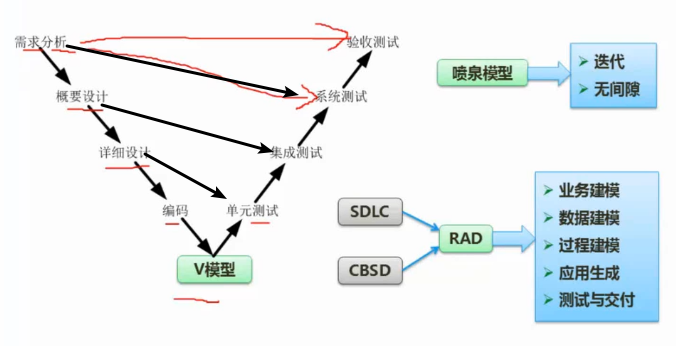 需求分析
验收测试
概要设计
系统测试
详细设计
集成测试
编码
单元测试
V模型
喷泉模型
迭代
无间隙
SDLC
CBSD
RAD
业务建模
数据建模
过程建模
应用生成
测试与交付